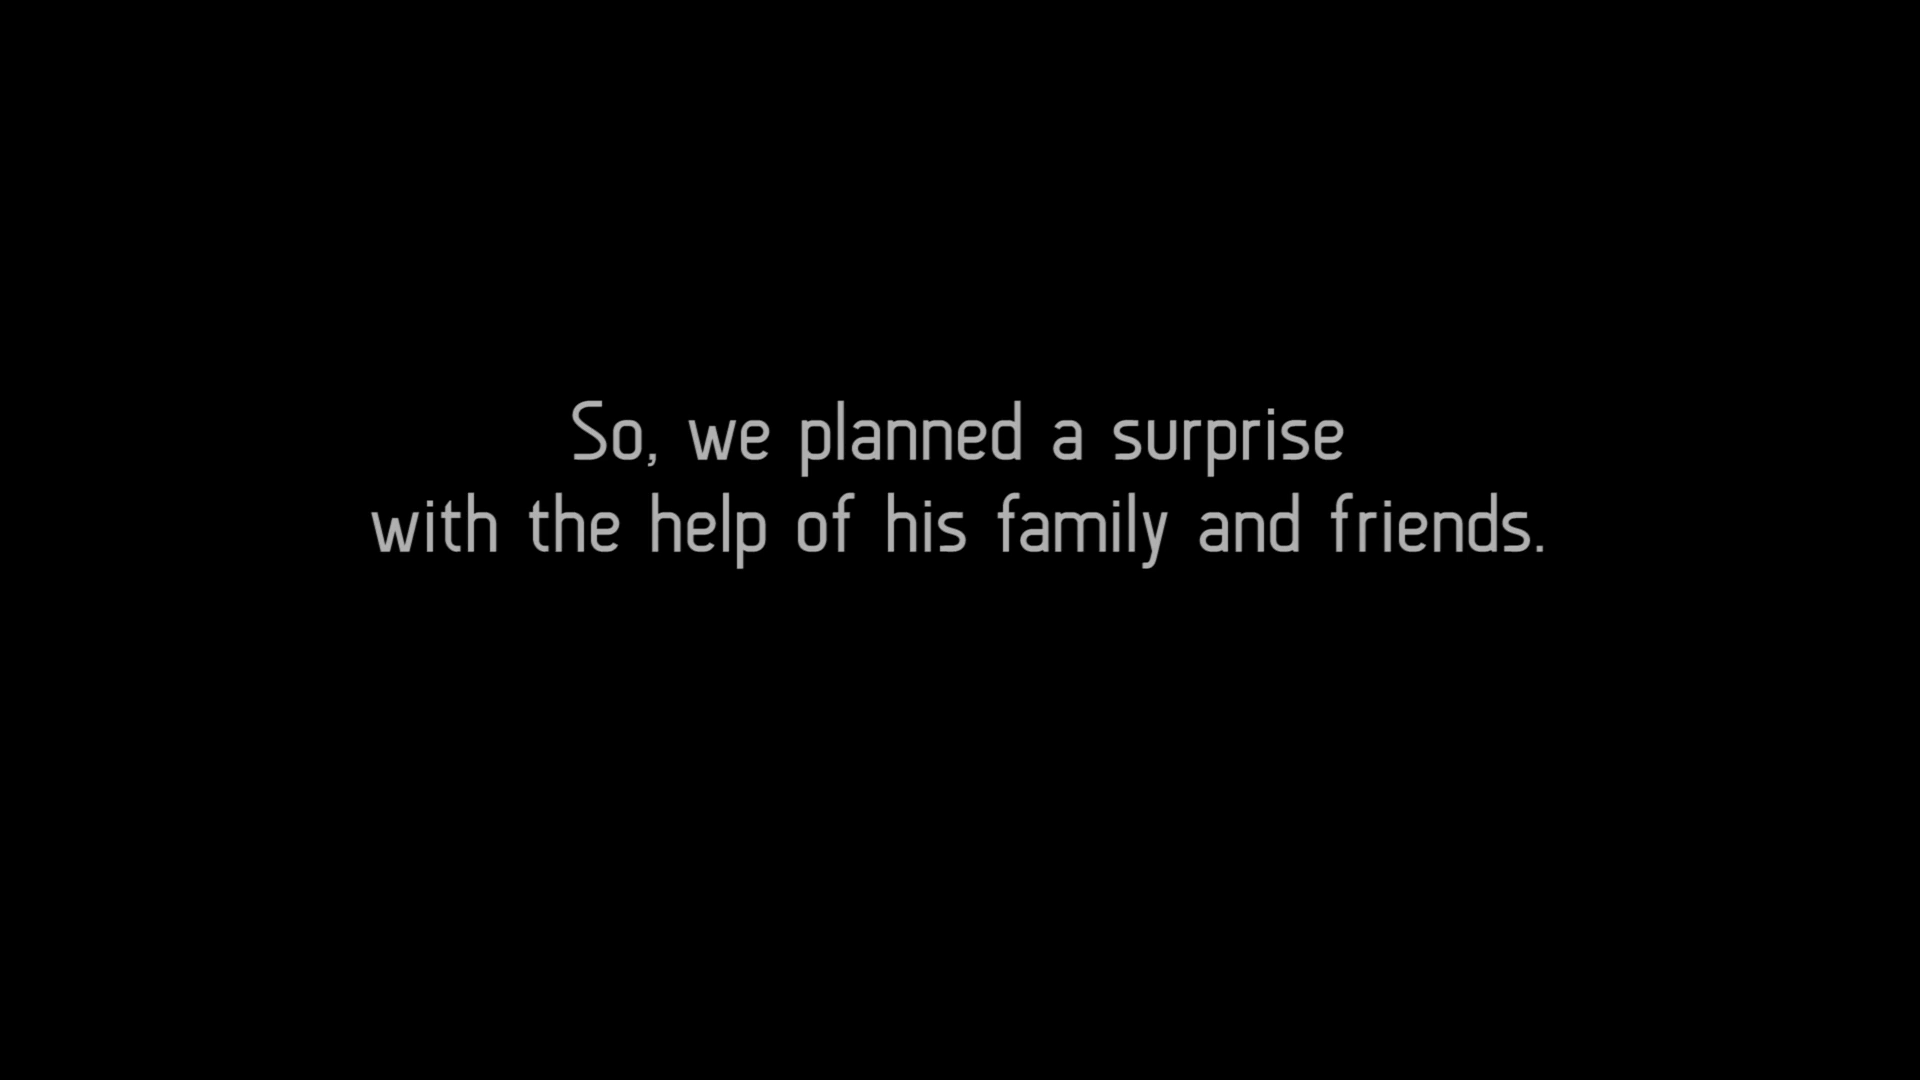 So, we planned a surprise
with the help of his family and friends.